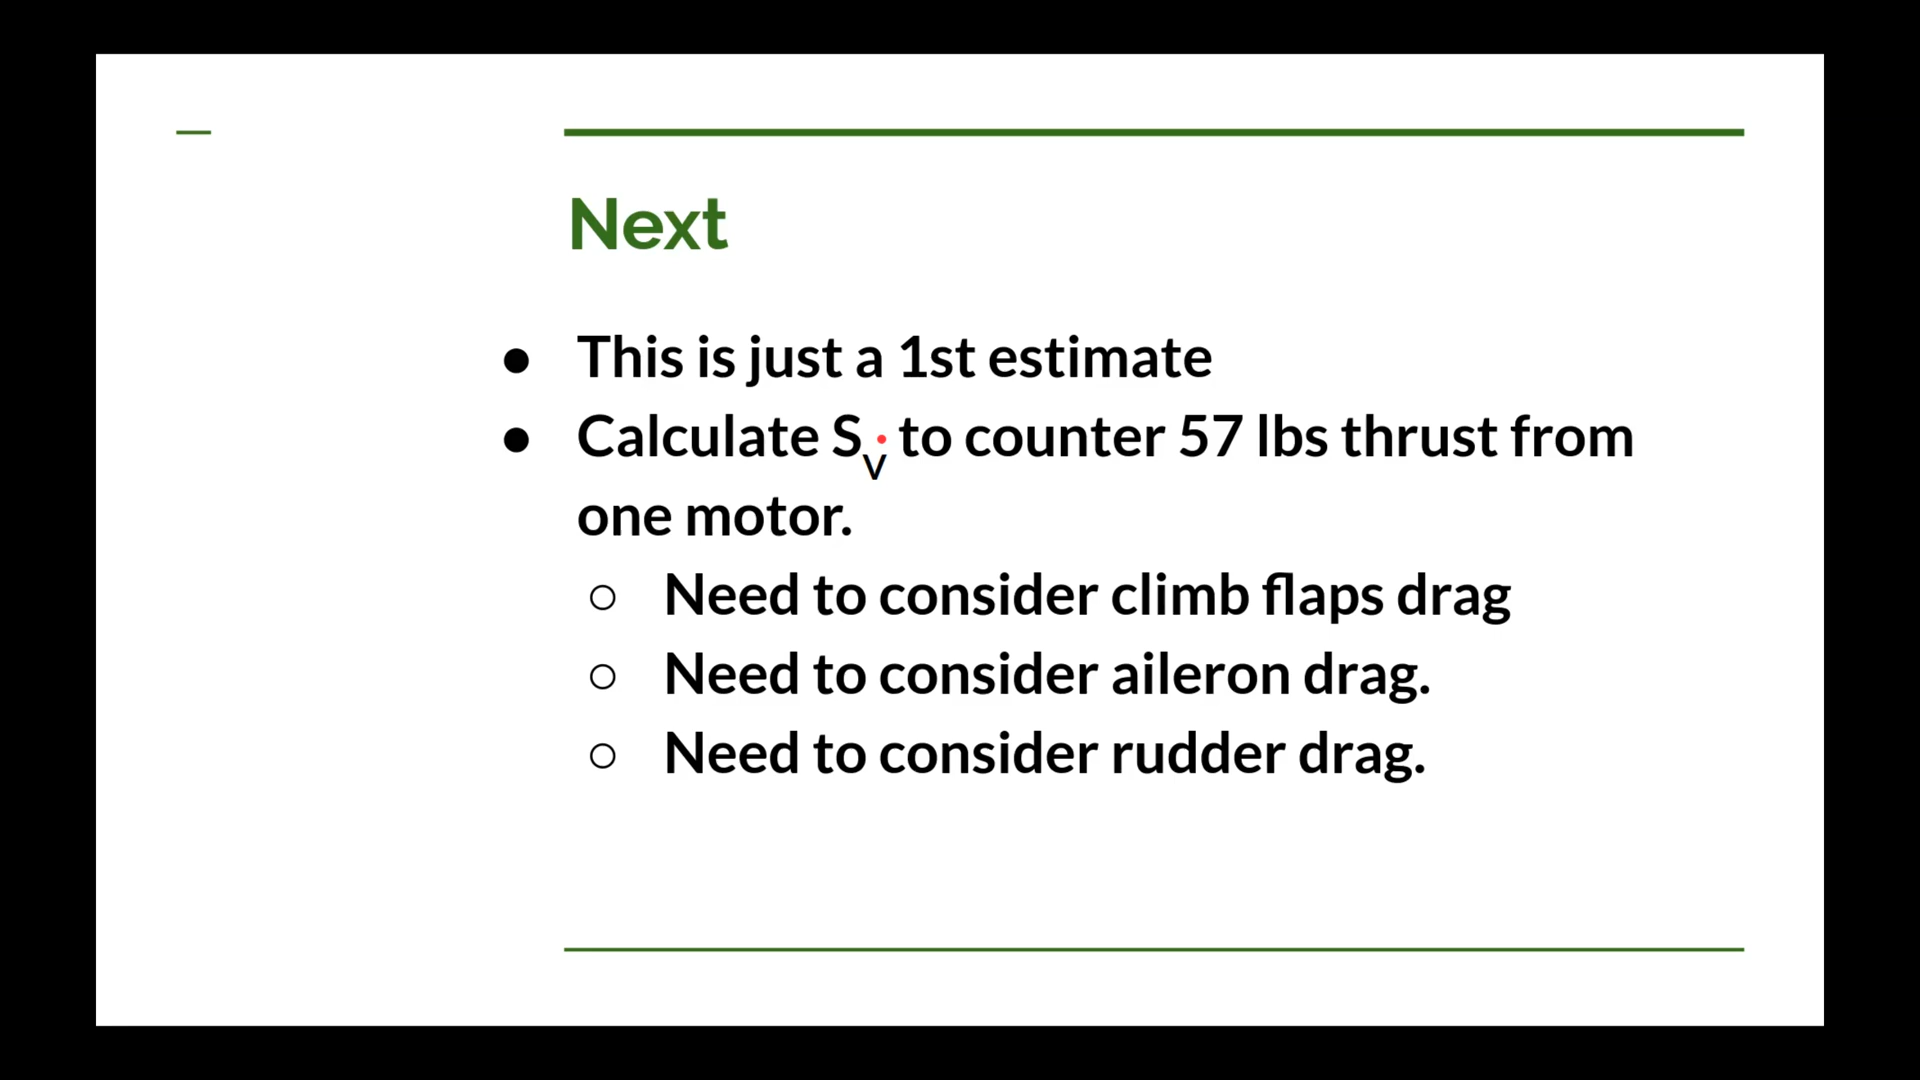 Next
● This is just a 1st estimate
● Calculate Sᵥ to counter 57 lbs thrust from
one motor.
○ Need to consider climb flaps drag
○ Need to consider aileron drag.
○ Need to consider rudder drag.